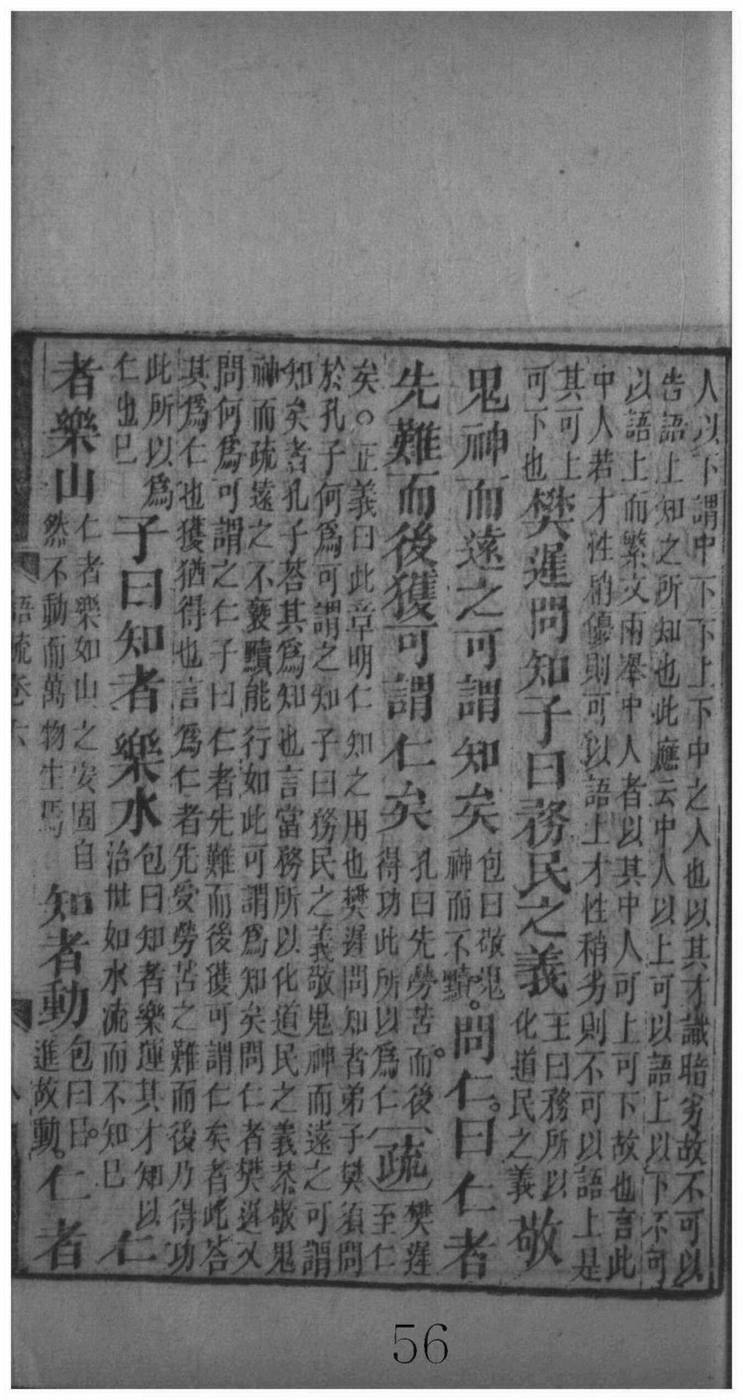 人以下謂中下下上下中之人也以其才識暗劣故不可以
告語上知之所知也此應云中人以上可以語上以下不可
以語上而繁文兩舉中人者以其中人可上可下故也言此
中人若才性稍優則可以語上才性稍劣則不可以語上是
其可上
可下也
樊遲問知子曰務民之義
王曰務所以
化道民之義
敬
鬼神而遠之可謂知矣
包曰敬鬼
神而不黷
問仁曰仁者
先難而後獲可謂仁矣
孔曰先勞苦而後
得功此所以爲仁
疏
樊遲
至仁
矣○正義曰此章明仁知之用也樊遲問知者弟子樊須問
於孔子何爲可謂之知子曰務民之義敬鬼神而遠之可謂
知矣者孔子荅其爲知也言當務所以化道民之義恭敬鬼
神而疏遠之不褻黷能行如此可謂爲知矣問仁者樊遲又
問何爲可謂之仁子曰仁者先難而後獲可謂仁矣者此荅
其爲仁也獲猶得也言爲仁者先受勞苦之難而後乃得功
此所以爲
仁也已
子曰知者樂水
包曰知者樂運其才知以
治世如水流而不知已
仁
者樂山
仁者樂如山之安固自
然不動而萬物生焉
知者動
包曰日
進故動
仁者
語疏卷六
56